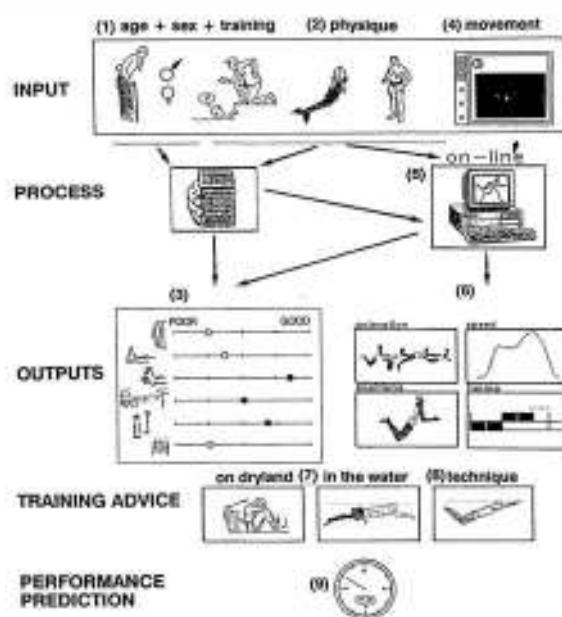 (1) age + sex + training (2) physique (4) movement
INPUT
on-line
PROCESS
(5)
(3) (6)
POOR GOOD
animation speed
OUTPUTS
on dryland (7) in the water (8) technique
TRAINING ADVICE
PERFORMANCE
PREDICTION
(9)